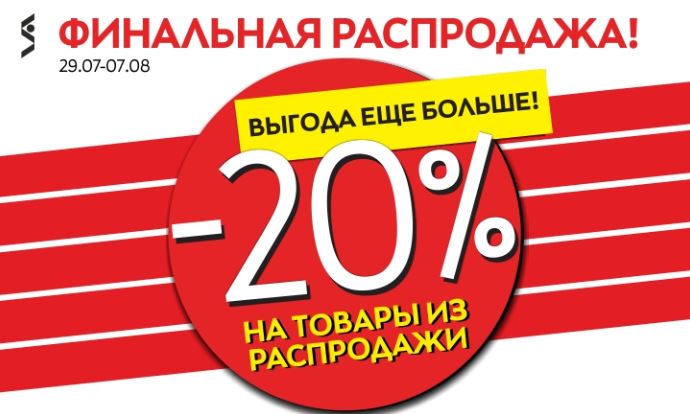 ФИНАЛЬНАЯ РАСПРОДАЖА!
29.07-07.08
ВЫГОДА ЕЩЕ БОЛЬШЕ!
-20%
НА ТОВАРЫ ИЗ
РАСПРОДАЖИ